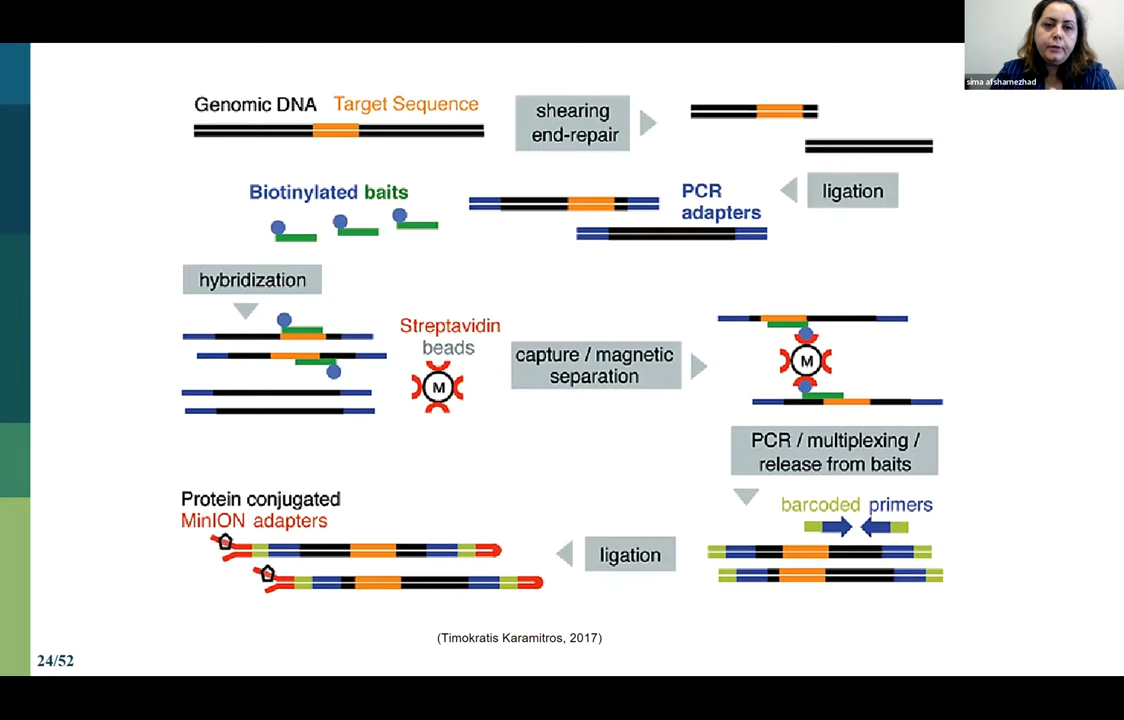 sima afsharnezhad
Genomic DNA Target Sequence
shearing
end-repair
ligation
PCR
adapters
Biotinylated baits
hybridization
Streptavidin
beads
M
capture / magnetic
separation
M
PCR / multiplexing /
release from baits
barcoded primers
ligation
Protein conjugated
MinION adapters
(Timokratis Karamitros, 2017)
24/52